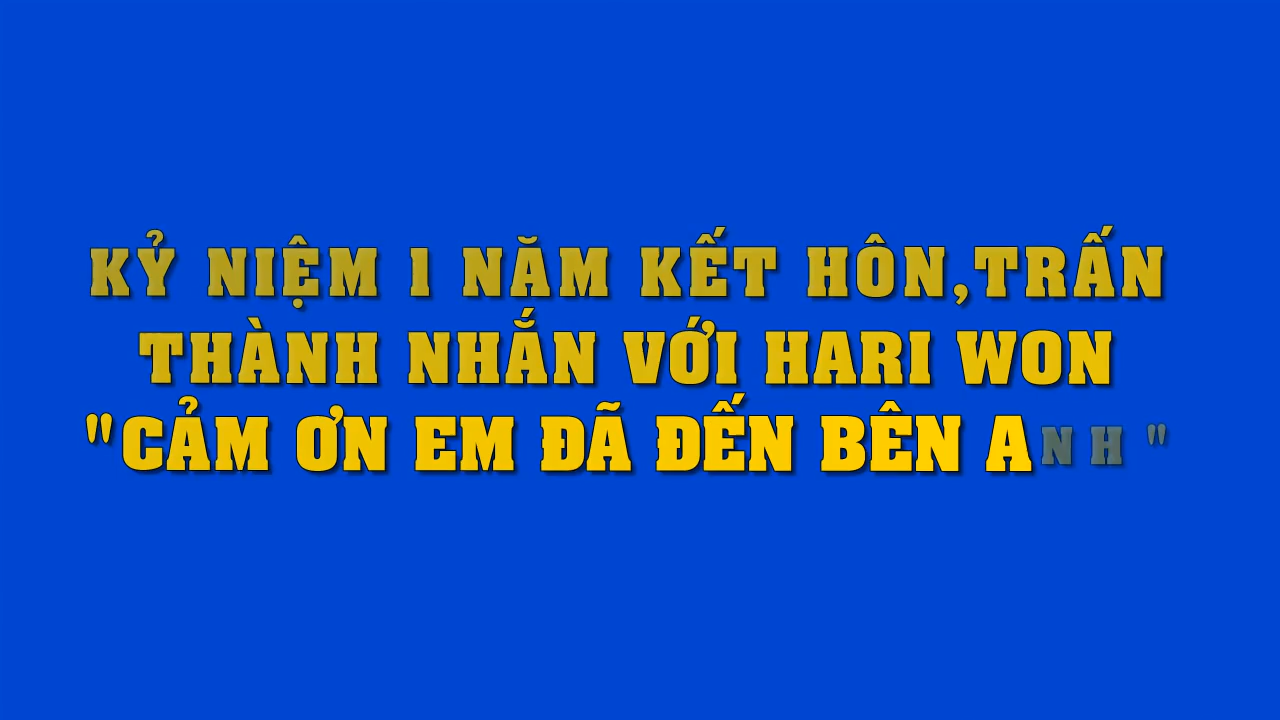 KỶ NIỆM 1 NĂM KẾT HÔN,TRẤN
THÀNH NHẮN VỚI HARI WON
"CẢM ƠN EM ĐÃ ĐẾN BÊN ANH "